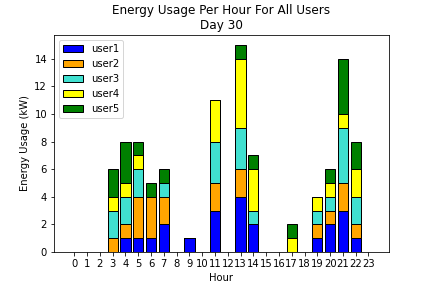 Energy Usage Per Hour For All Users
Day 30
user1
user2
user3
user4
user5
14
12
10
8
6
4
2
0
Energy Usage (kW)
0 1 2 3 4 5 6 7 8 9 10 11 12 13 14 15 16 17 18 19 20 21 22 23
Hour